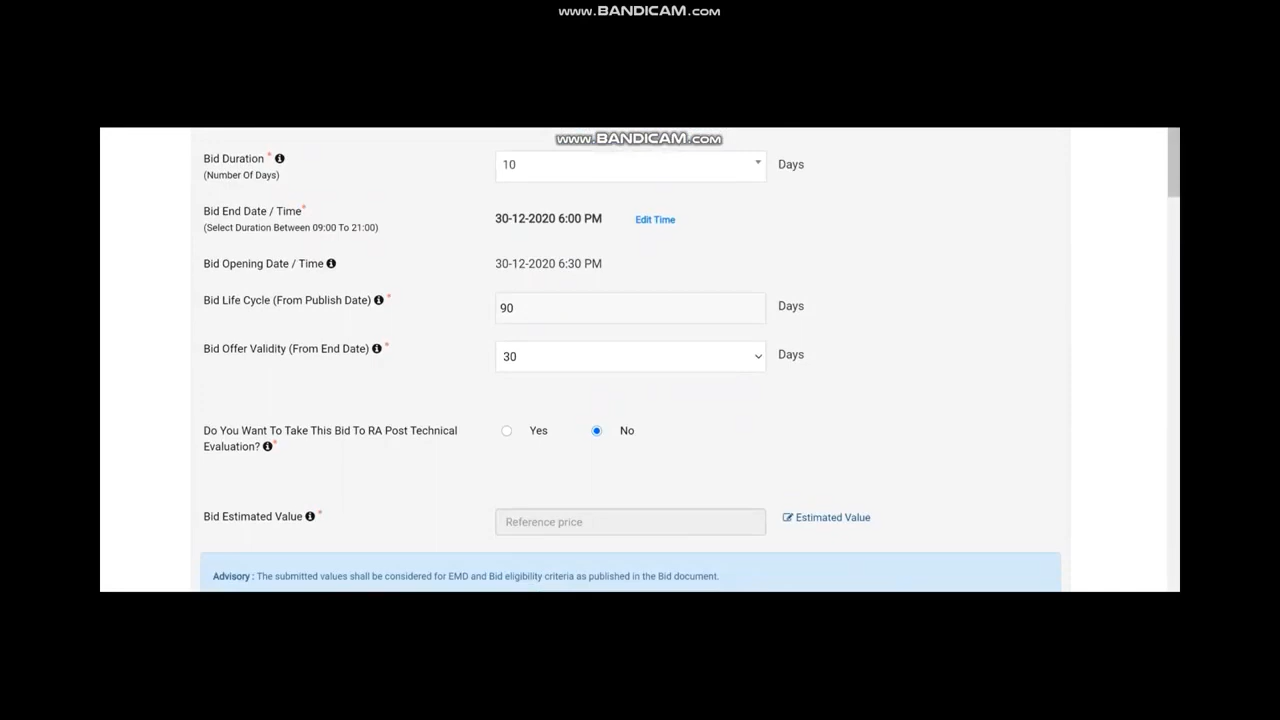 www.BANDICAM.com
www.BANDICAM.com
Bid Duration * 10 Days
(Number Of Days)
Bid End Date / Time* 30-12-2020 6:00 PM Edit Time
(Select Duration Between 09:00 To 21:00)
Bid Opening Date / Time 30-12-2020 6:30 PM
Bid Life Cycle (From Publish Date) * 90 Days
Bid Offer Validity (From End Date) * 30 Days
Do You Want To Take This Bid To RA Post Technical Yes No
Evaluation? *
Bid Estimated Value * Reference price Estimated Value
Advisory : The submitted values shall be considered for EMD and Bid eligibility criteria as published in the Bid document.